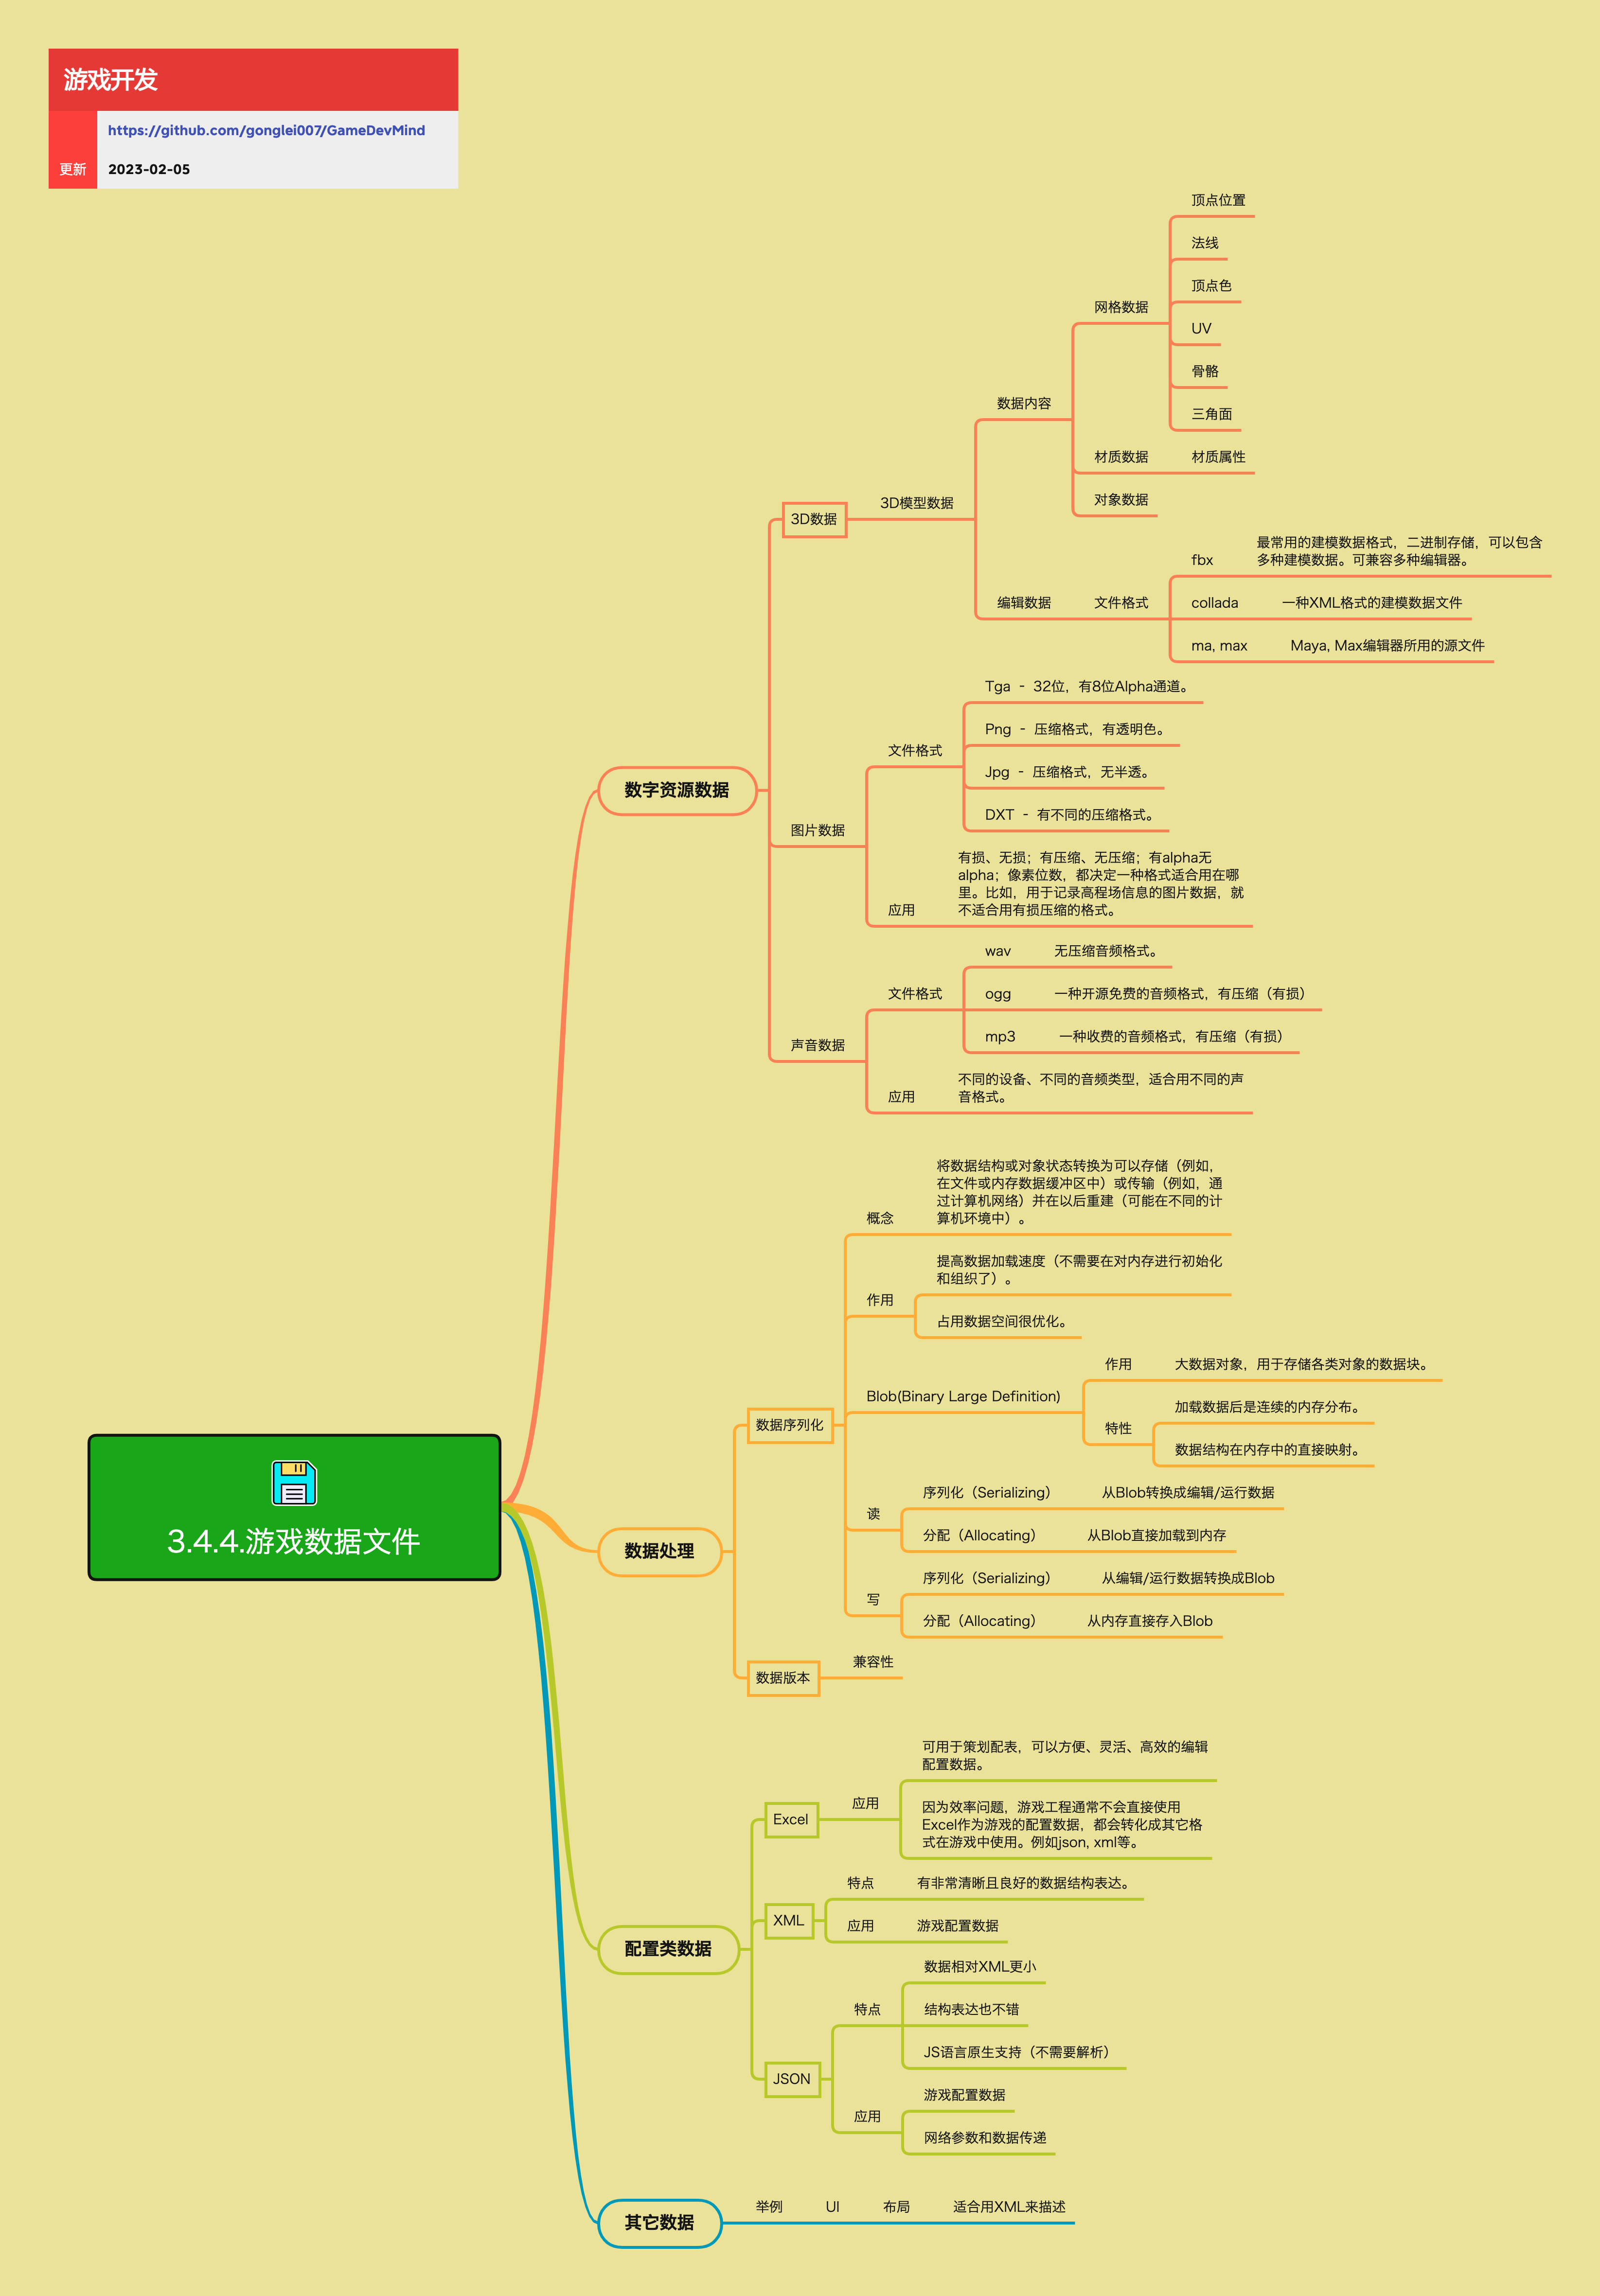 游戏开发
https://github.com/gonglei007/GameDevMind
更新
2023-02-05
3.4.4.游戏数据文件
数字资源数据
3D数据
3D模型数据
数据内容
网格数据
顶点位置
法线
顶点色
UV
骨骼
三角面
材质数据
材质属性
对象数据
编辑数据
文件格式
fbx
最常用的建模数据格式，二进制存储，可以包含
多种建模数据。可兼容多种编辑器。
collada
一种XML格式的建模数据文件
ma, max
Maya, Max编辑器所用的源文件
图片数据
文件格式
Tga - 32位，有8位Alpha通道。
Png - 压缩格式，有透明色。
Jpg - 压缩格式，无半透。
DXT - 有不同的压缩格式。
应用
有损、无损；有压缩、无压缩；有alpha无
alpha；像素位数，都决定一种格式适合用在哪
里。比如，用于记录高程场信息的图片数据，就
不适合用有损压缩的格式。
声音数据
文件格式
wav
无压缩音频格式。
ogg
一种开源免费的音频格式，有压缩（有损）
mp3
一种收费的音频格式，有压缩（有损）
应用
不同的设备、不同的音频类型，适合用不同的声
音格式。
数据处理
数据序列化
概念
将数据结构或对象状态转换为可以存储（例如，
在文件或内存数据缓冲区中）或传输（例如，通
过计算机网络）并在以后重建（可能在不同的计
算机环境中）。
作用
提高数据加载速度（不需要在对内存进行初始化
和组织了）。
占用数据空间很优化。
Blob(Binary Large Definition)
作用
大数据对象，用于存储各类对象的数据块。
特性
加载数据后是连续的内存分布。
数据结构在内存中的直接映射。
读
序列化（Serializing）
从Blob转换成编辑/运行数据
分配（Allocating）
从Blob直接加载到内存
写
序列化（Serializing）
从编辑/运行数据转换成Blob
分配（Allocating）
从内存直接存入Blob
数据版本
兼容性
配置类数据
Excel
应用
可用于策划配表，可以方便、灵活、高效的编辑
配置数据。
因为效率问题，游戏工程通常不会直接使用
Excel作为游戏的配置数据，都会转化成其它格
式在游戏中使用。例如json, xml等。
XML
特点
有非常清晰且良好的数据结构表达。
应用
游戏配置数据
JSON
特点
数据相对XML更小
结构表达也不错
JS语言原生支持（不需要解析）
应用
游戏配置数据
网络参数和数据传递
其它数据
举例
UI
布局
适合用XML来描述